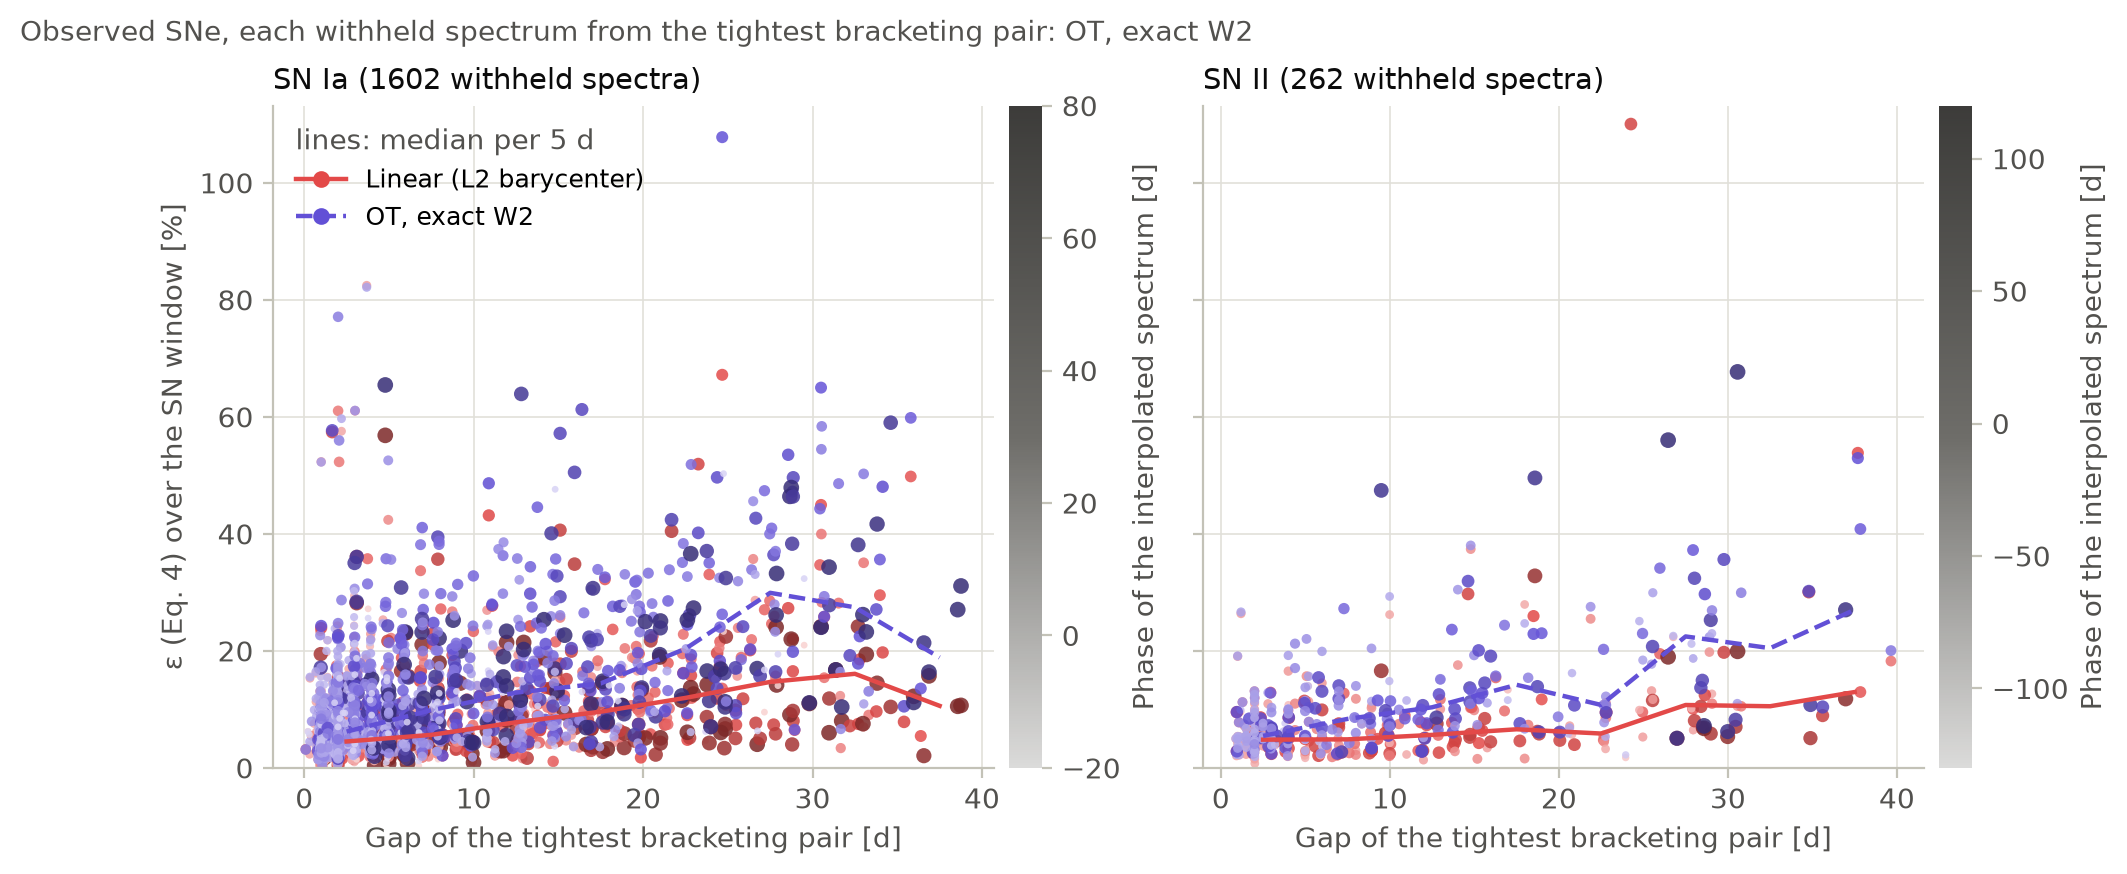 Observed SNe, each withheld spectrum from the tightest bracketing pair: OT, exact W2
SN Ia (1602 withheld spectra)
SN II (262 withheld spectra)
lines: median per 5 d
Linear (L2 barycenter)
OT, exact W2
ε (Eq. 4) over the SN window [%]
0
20
40
60
80
100
0
10
20
30
40
Gap of the tightest bracketing pair [d]
80
60
40
20
0
−20
Phase of the interpolated spectrum [d]
0
10
20
30
40
Gap of the tightest bracketing pair [d]
100
50
0
−50
−100
Phase of the interpolated spectrum [d]